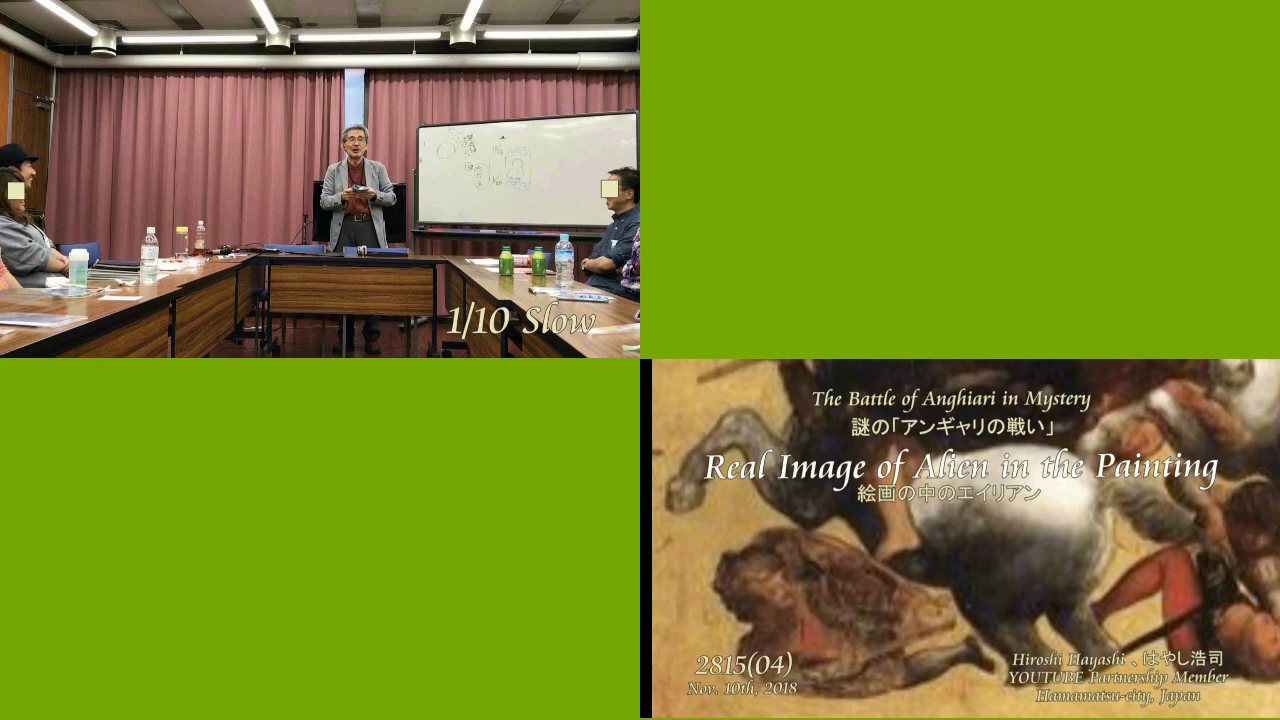 1/10 Slow
The Battle of Anghiari in Mystery
謎の「アンギャリの戦い」
Real Image of Alien in the Painting
絵画の中のエイリアン
2815(04)
Nov. 10th, 2018
Hiroshi Hayashi 、はやし浩司
YOUTUBE Partnership Member
Hamamatsu-city, Japan